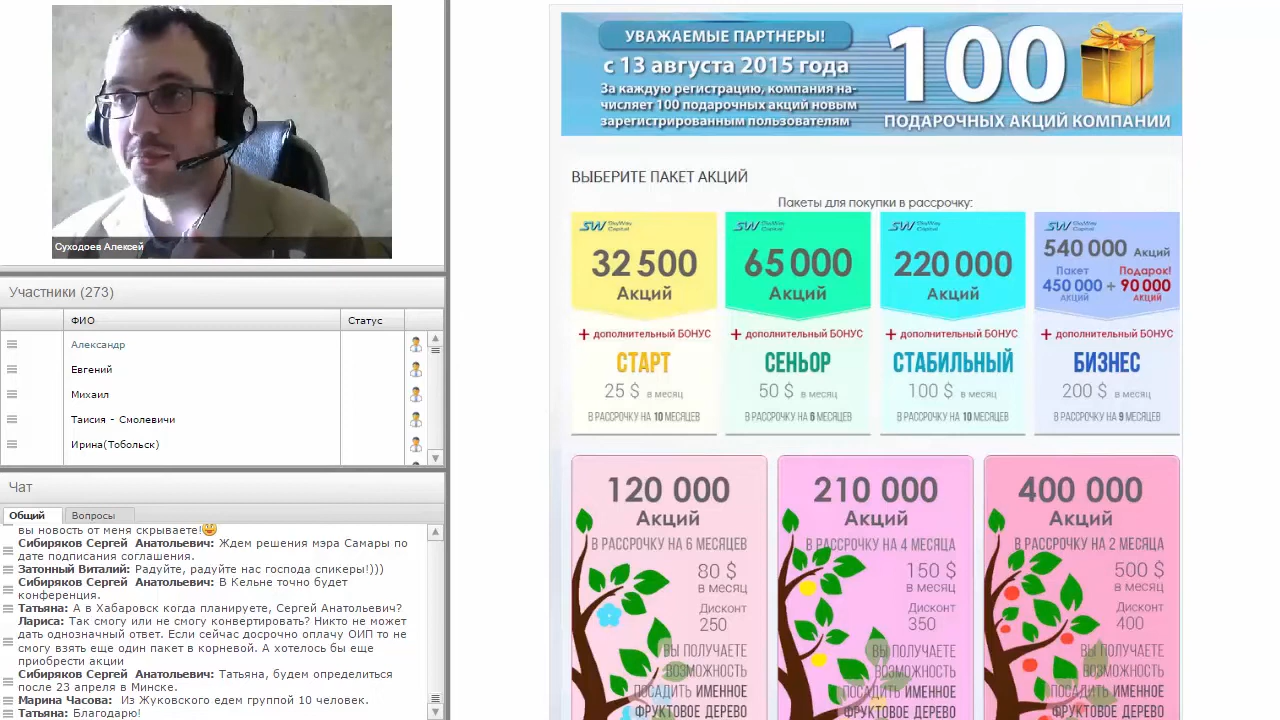 Суходоев Алексей
Участники (273)
ФИО
Статус
Александр
Евгений
Михаил
Таисия - Смолевичи
Ирина(Тобольск)
Чат
Общий
Вопросы
вы новость от меня скрываете!
Сибиряков Сергей Анатольевич: Ждем решения мэра Самары по
дате подписания соглашения.
Затонный Виталий: Радуйте, радуйте нас господа спикеры!)))
Сибиряков Сергей Анатольевич: В Кельне точно будет
конференция.
Татьяна: А в Хабаровск когда планируете, Сергей Анатольевич?
Лариса: Так смогу или не смогу конвертировать? Никто не может
дать однозначный ответ. Если сейчас досрочно оплачу ОИП то не
смогу взять еще один пакет в корневой. А хотелось бы еще
приобрести акции
Сибиряков Сергей Анатольевич: Татьяна, будем определиться
после 23 апреля в Минске.
Марина Часова: Из Жуковского едем группой 10 человек.
Татьяна: Благодарю!
УВАЖАЕМЫЕ ПАРТНЕРЫ!
с 13 августа 2015 года
За каждую регистрацию, компания на-
числяет 100 подарочных акций новым
зарегистрированным пользователям
100
ПОДАРОЧНЫХ АКЦИЙ КОМПАНИИ
ВЫБЕРИТЕ ПАКЕТ АКЦИЙ
Пакеты для покупки в рассрочку:
SW SkyWay Capital
32 500
Акций
+ дополнительный БОНУС
СТАРТ
25 $ в месяц
В РАССРОЧКУ НА 10 МЕСЯЦЕВ
SW SkyWay Capital
65 000
Акций
+ дополнительный БОНУС
СЕНЬОР
50 $ в месяц
В РАССРОЧКУ НА 6 МЕСЯЦЕВ
SW SkyWay Capital
220 000
Акций
+ дополнительный БОНУС
СТАБИЛЬНЫЙ
100 $ в месяц
В РАССРОЧКУ НА 10 МЕСЯЦЕВ
SW SkyWay Capital
540 000 Акций
Пакет Подарок!
450 000 + 90 000
АКЦИЙ АКЦИЙ
+ дополнительный БОНУС
БИЗНЕС
200 $ в месяц
В РАССРОЧКУ НА 9 МЕСЯЦЕВ
120 000
Акций
В РАССРОЧКУ НА 6 МЕСЯЦЕВ
80 $
в месяц
Дисконт
250
ВЫ ПОЛУЧАЕТЕ
ВОЗМОЖНОСТЬ
ПОСАДИТЬ ИМЕННОЕ
ФРУКТОВОЕ ДЕРЕВО
210 000
Акций
В РАССРОЧКУ НА 4 МЕСЯЦА
150 $
в месяц
Дисконт
350
ВЫ ПОЛУЧАЕТЕ
ВОЗМОЖНОСТЬ
ПОСАДИТЬ ИМЕННОЕ
ФРУКТОВОЕ ДЕРЕВО
400 000
Акций
В РАССРОЧКУ НА 2 МЕСЯЦА
500 $
в месяц
Дисконт
400
ВЫ ПОЛУЧАЕТЕ
ВОЗМОЖНОСТЬ
ПОСАДИТЬ ИМЕННОЕ
ФРУКТОВОЕ ДЕРЕВО